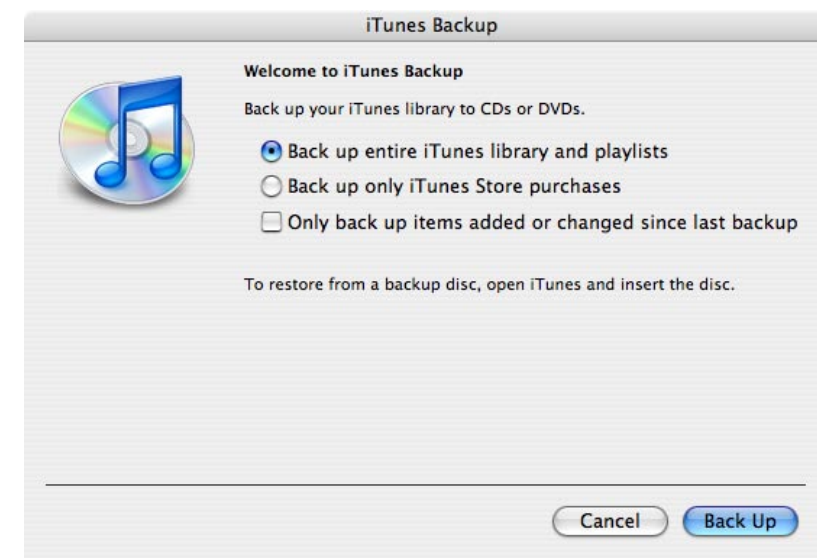 iTunes Backup
Welcome to iTunes Backup
Back up your iTunes library to CDs or DVDs.
Back up entire iTunes library and playlists
Back up only iTunes Store purchases
Only back up items added or changed since last backup
To restore from a backup disc, open iTunes and insert the disc.
Cancel Back Up